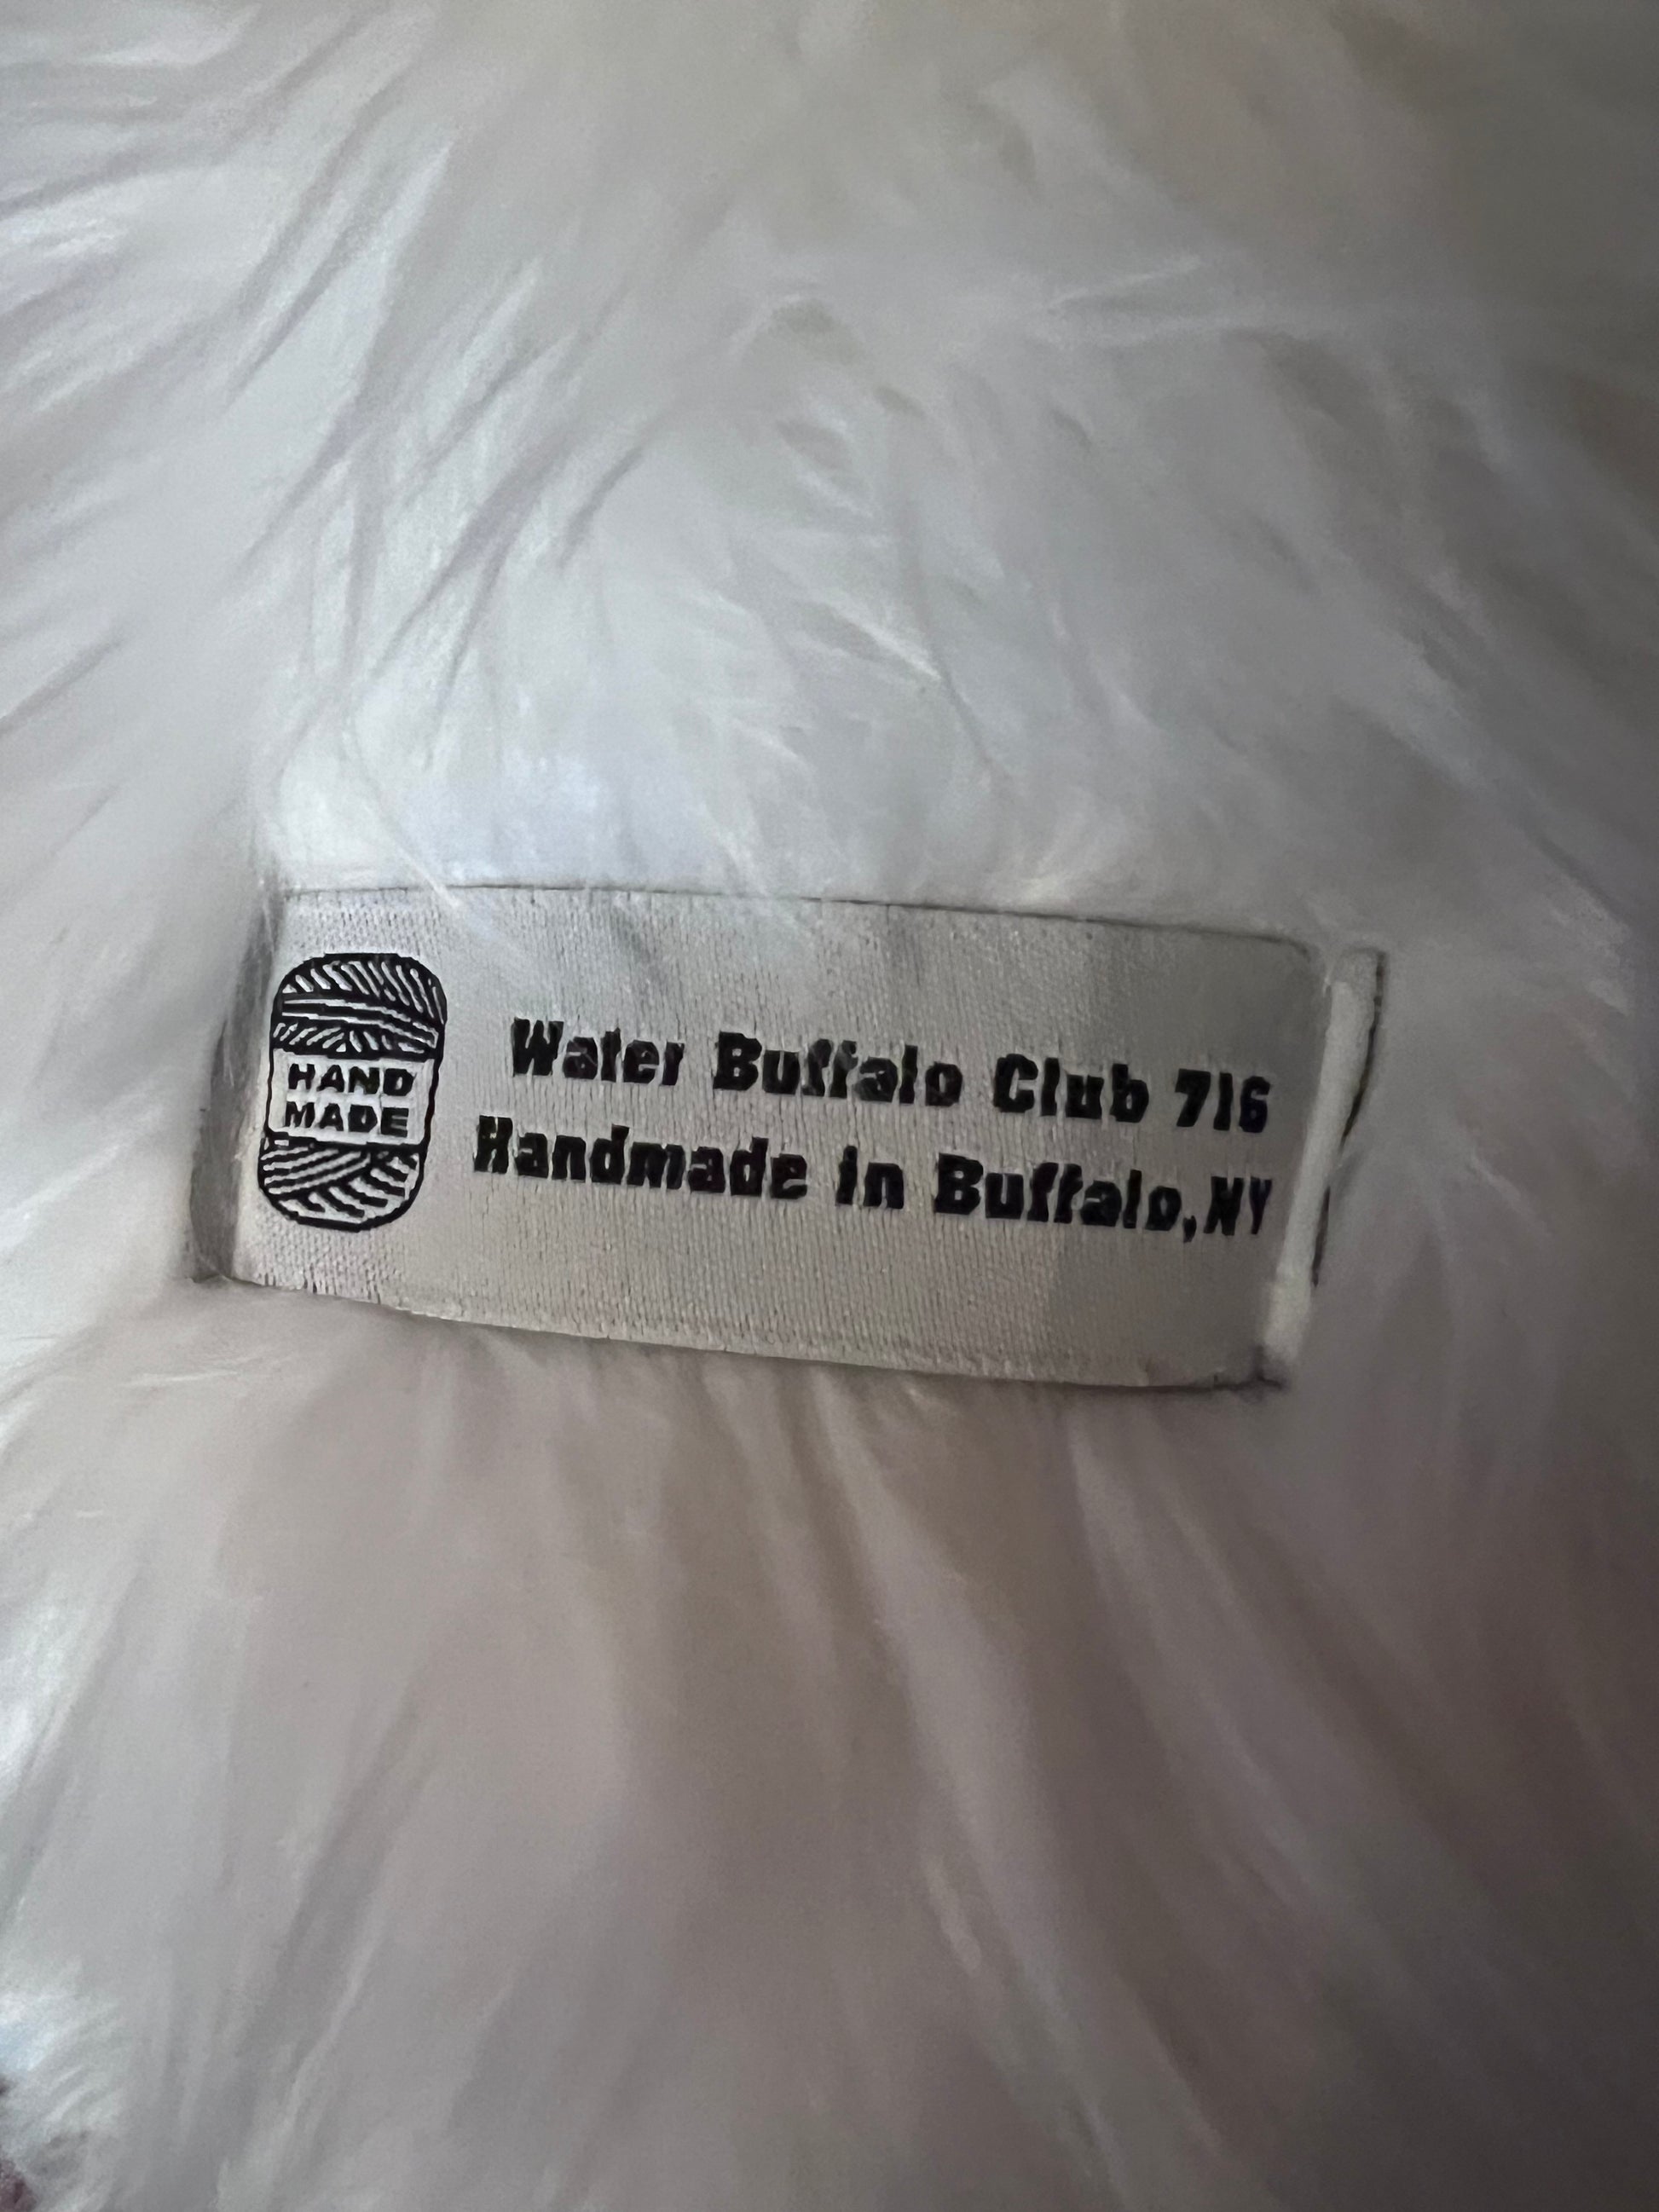 HAND
MADE
Water Buffalo Club 716
Handmade in Buffalo,NY